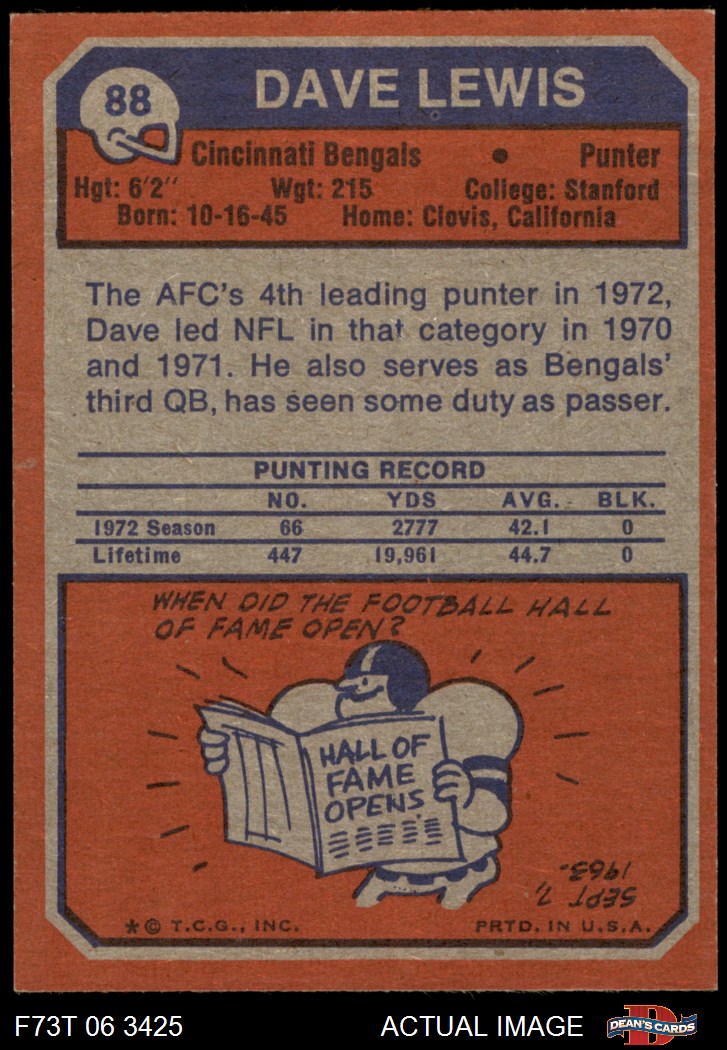 88
DAVE LEWIS
Cincinnati Bengals • Punter
Hgt: 6'2" Wgt: 215 College: Stanford
Born: 10-16-45 Home: Clovis, California
The AFC's 4th leading punter in 1972,
Dave led NFL in that category in 1970
and 1971. He also serves as Bengals'
third QB, has seen some duty as passer.
PUNTING RECORD
NO. YDS AVG. BLK.
1972 Season 66 2777 42.1 0
Lifetime 447 19,961 44.7 0
WHEN DID THE FOOTBALL HALL
OF FAME OPEN?
HALL OF
FAME
OPENS
SEPT 7,
1963.
*© T.C.G., INC. PRTD. IN U.S.A.
F73T 06 3425 ACTUAL IMAGE D DEAN'S CARDS